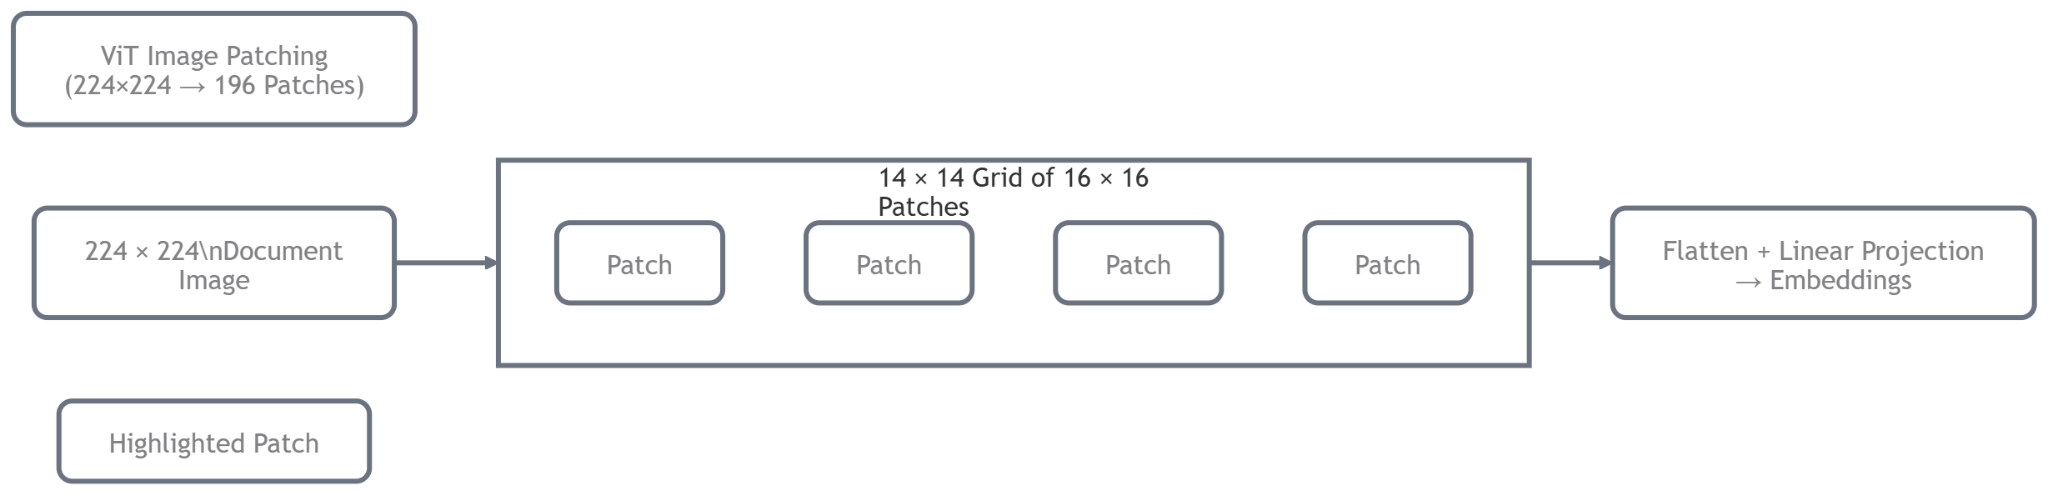 ViT Image Patching
(224×224 → 196 Patches)
14 × 14 Grid of 16 × 16
Patches
224 × 224\nDocument
Image
Patch
Patch
Patch
Patch
Flatten + Linear Projection
→ Embeddings
Highlighted Patch